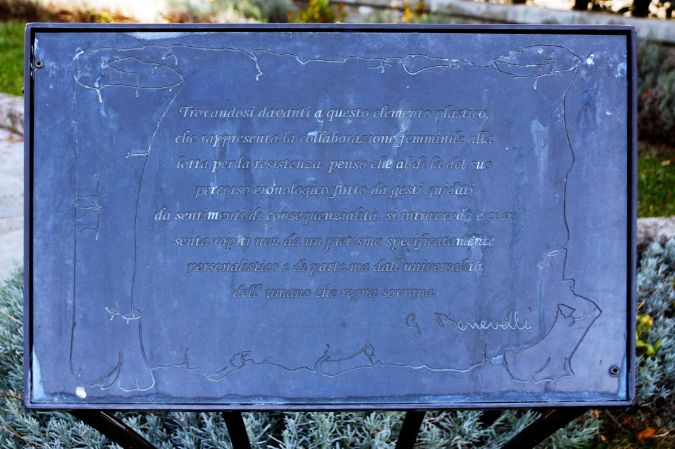 Trovandosi davanti a questo elemento plastico,
che rappresenta la collaborazione femminile alla
lotta per la resistenza, penso che al di là del suo
percorso cronologico fatto da gesti guidati
da sentimenti di consequenzialità, si intraveda e ci si
senta rapiti non da un pietismo specificatamente
personalistico e di parte, ma dall'universalità
dell' umano che regna sovrana.
G. Benevelli